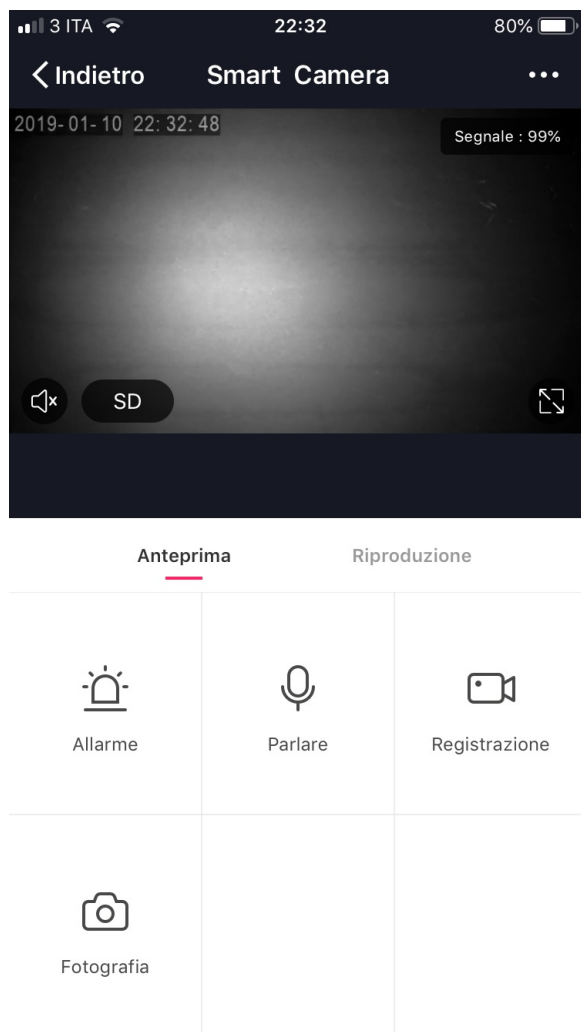 3 ITA 22:32 80%
Indietro Smart Camera
2019-01-10 22:32:48
Segnale : 99%
SD
Anteprima Riproduzione
Allarme Parlare Registrazione
Fotografia